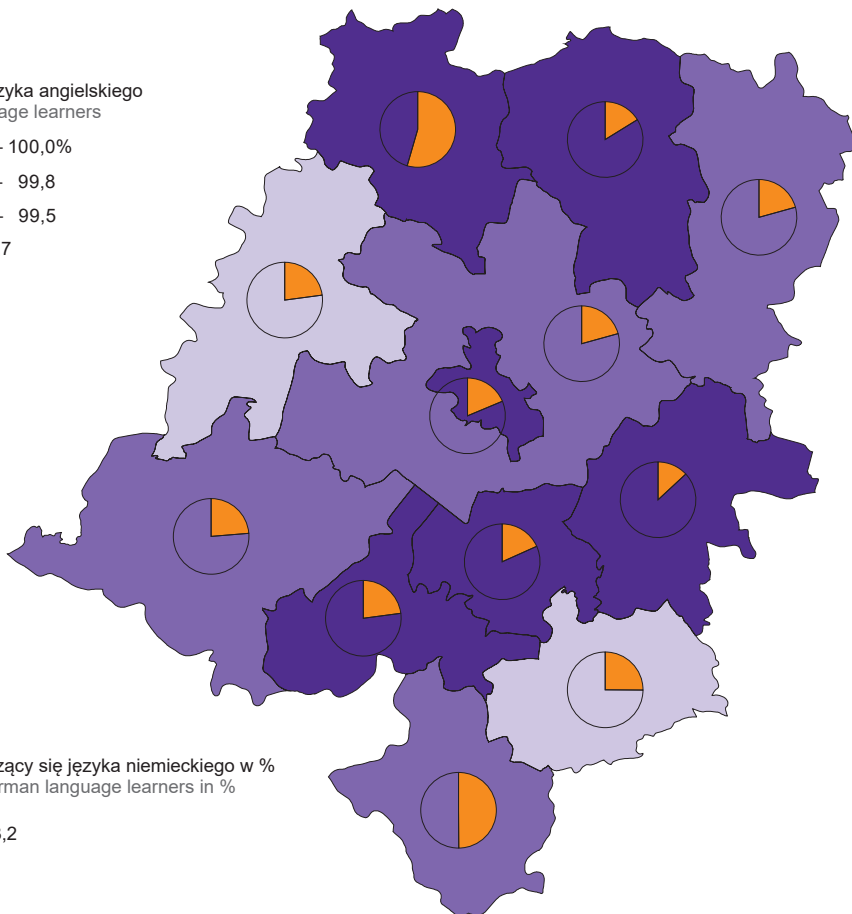 zyka angielskiego
age learners
- 100,0%
- 99,8
- 99,5
7
zący się języka niemieckiego w %
rman language learners in %
,2